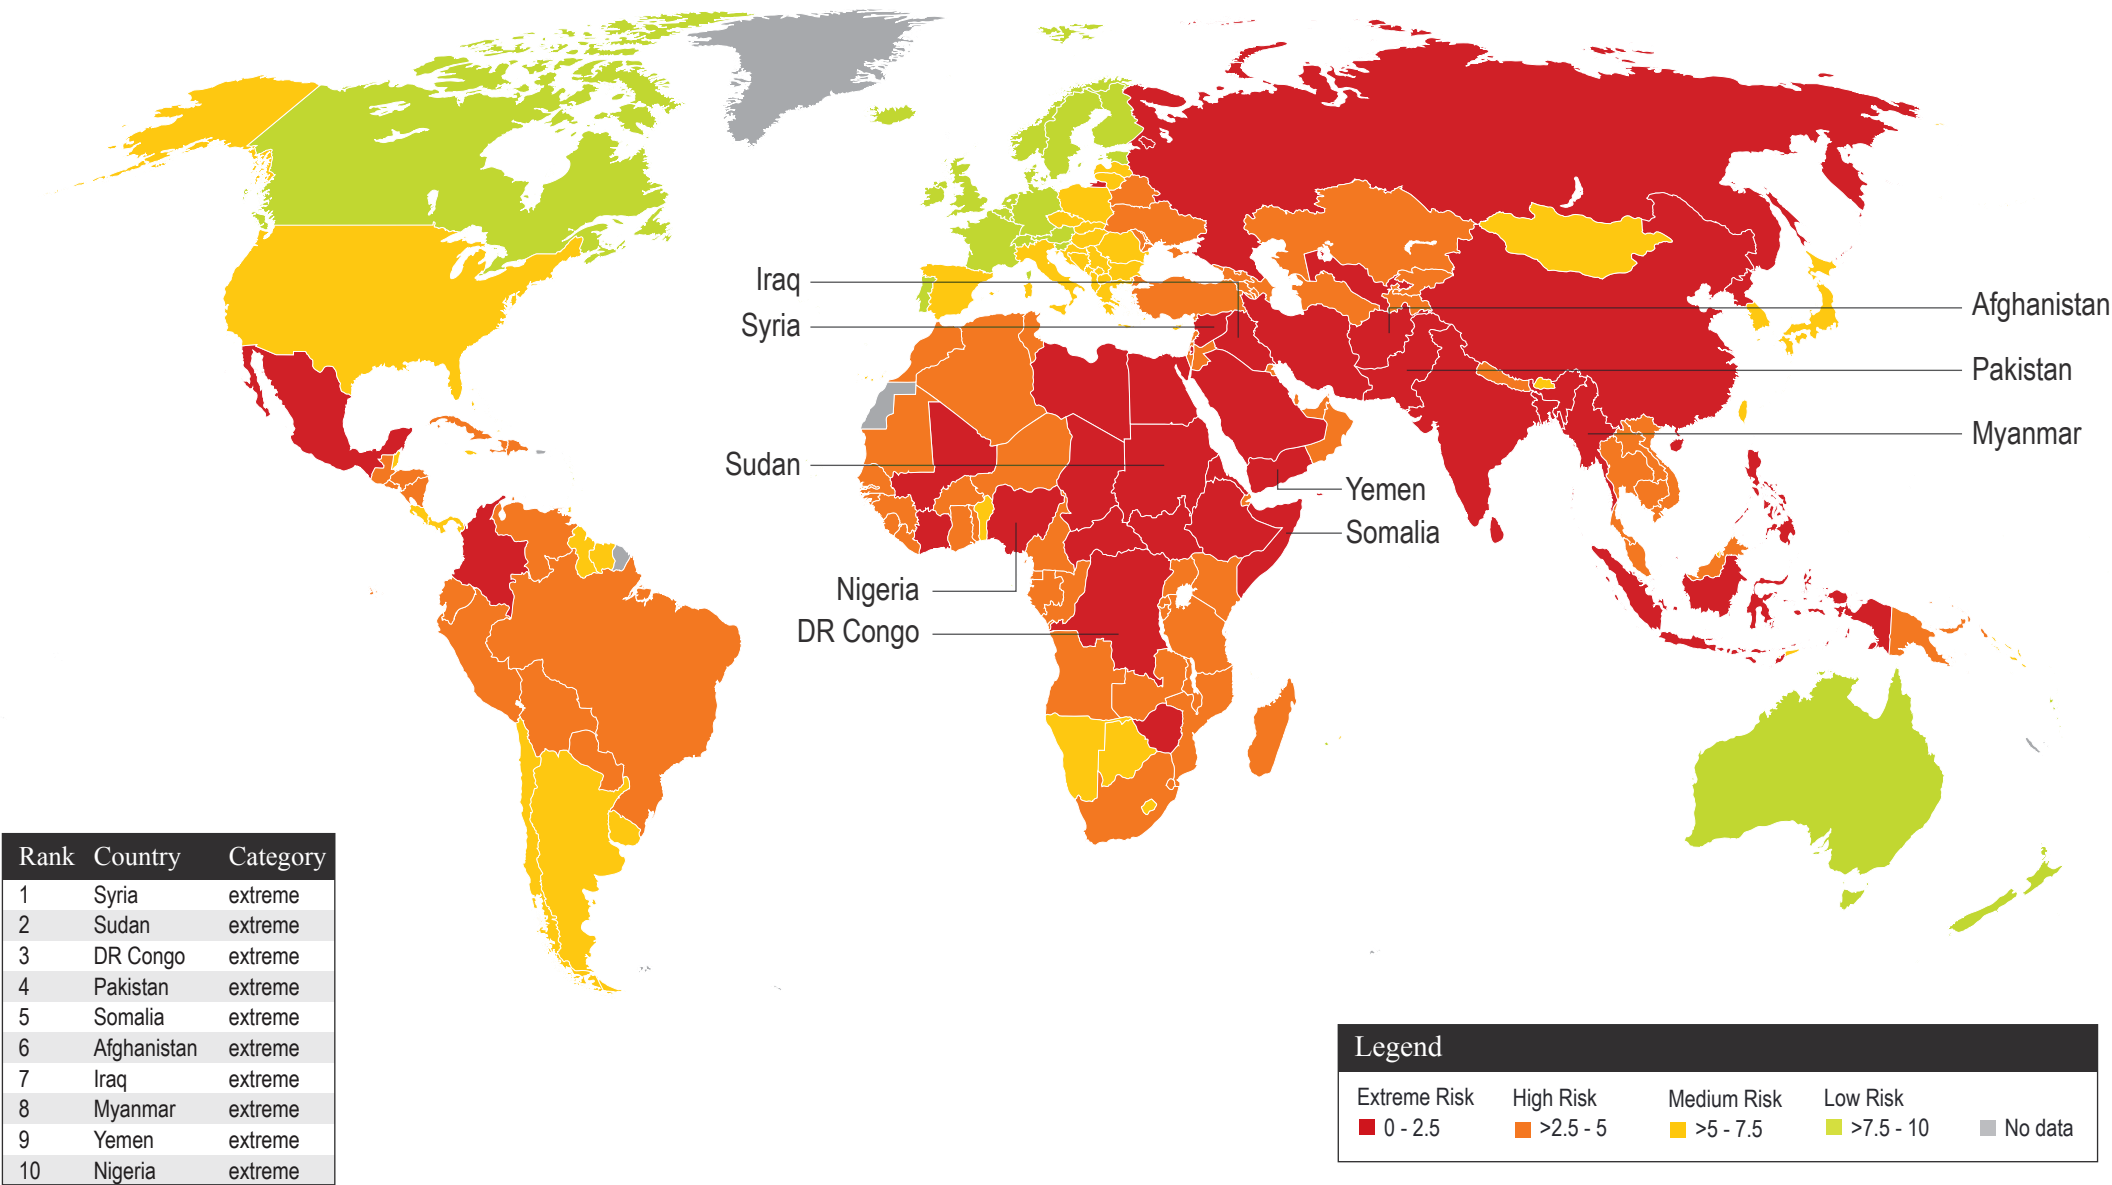 Iraq
Syria
Afghanistan
Pakistan
Myanmar
Sudan
Yemen
Somalia
Nigeria
DR Congo
Rank Country Category
1 Syria extreme
2 Sudan extreme
3 DR Congo extreme
4 Pakistan extreme
5 Somalia extreme
6 Afghanistan extreme
7 Iraq extreme
8 Myanmar extreme
9 Yemen extreme
10 Nigeria extreme
Legend
Extreme Risk High Risk Medium Risk Low Risk
0 - 2.5 >2.5 - 5 >5 - 7.5 >7.5 - 10 No data